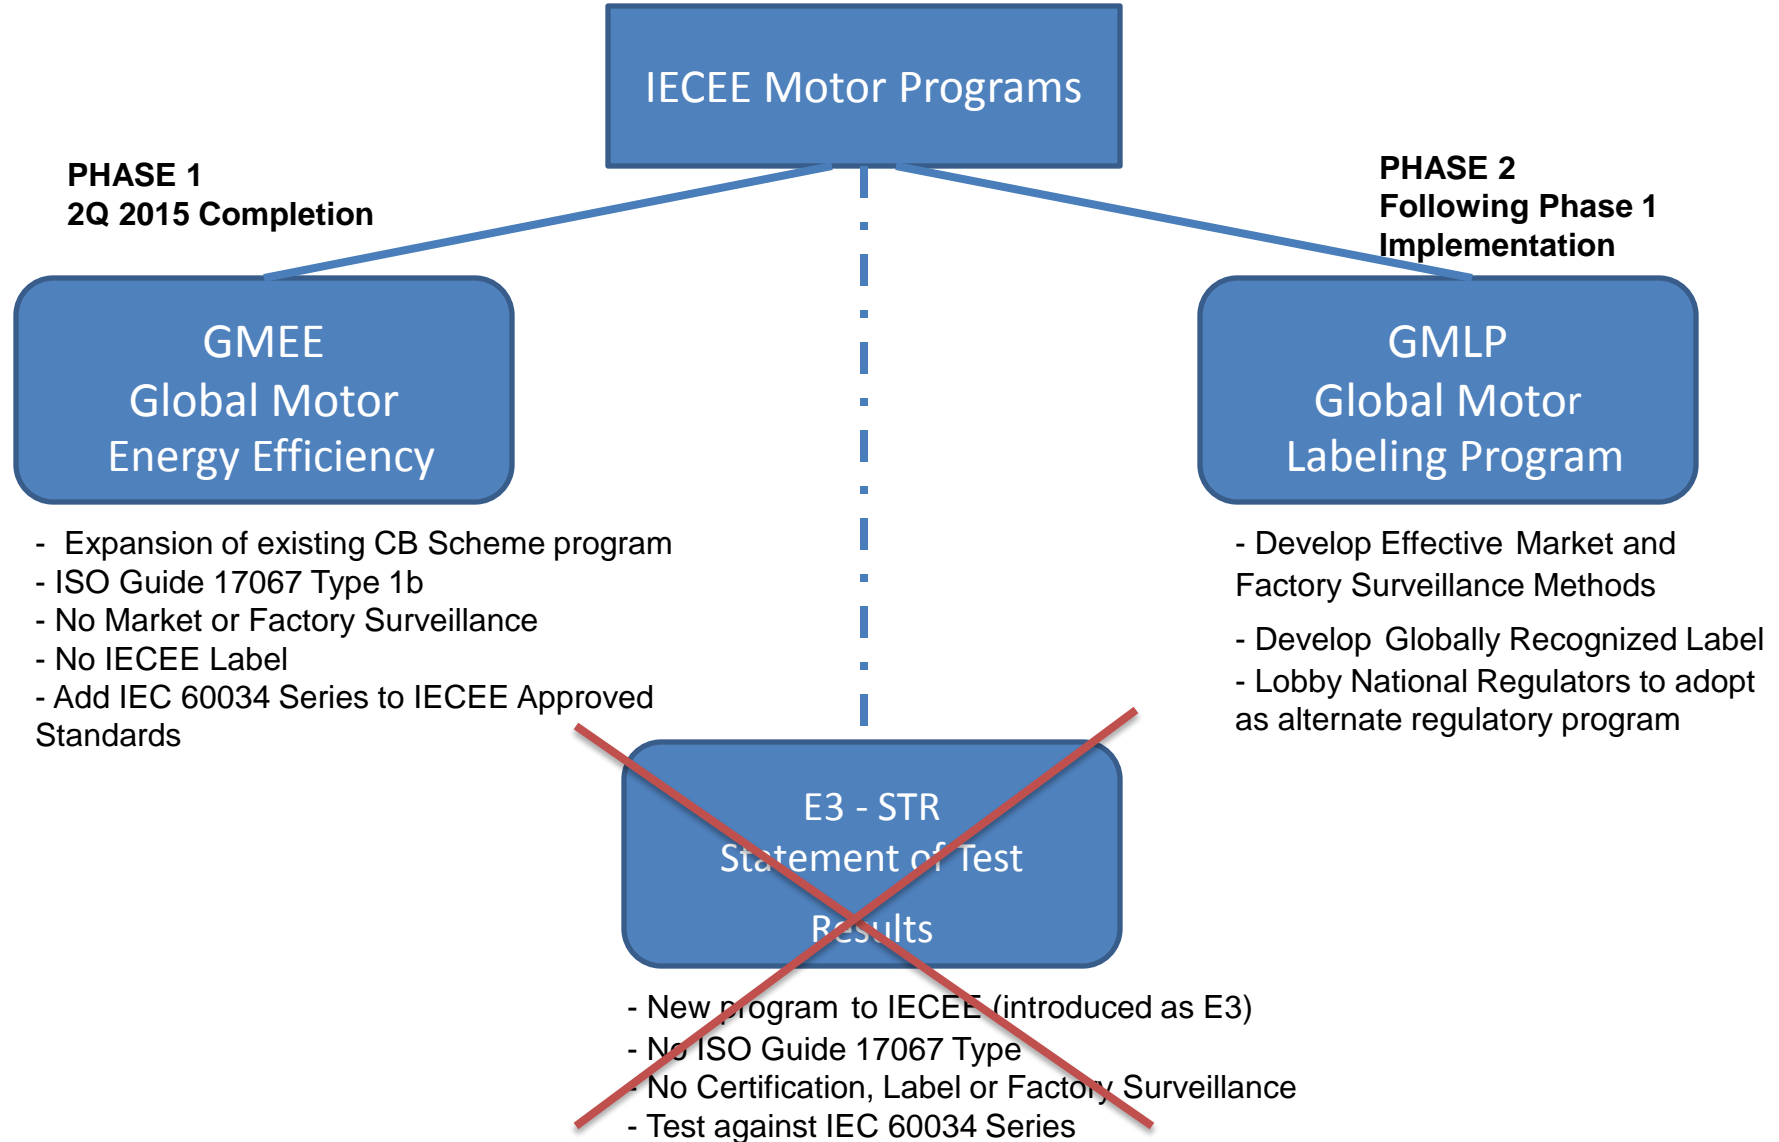 IECEE Motor Programs
PHASE 1
2Q 2015 Completion
PHASE 2
Following Phase 1
Implementation
GMEE
Global Motor
Energy Efficiency
GMLP
Global Motor
Labeling Program
- Expansion of existing CB Scheme program
- ISO Guide 17067 Type 1b
- No Market or Factory Surveillance
- No IECEE Label
- Add IEC 60034 Series to IECEE Approved
Standards
- Develop Effective Market and
Factory Surveillance Methods
- Develop Globally Recognized Label
- Lobby National Regulators to adopt
as alternate regulatory program
E3 - STR
Statement of Test
Results
- New program to IECEE (introduced as E3)
- No ISO Guide 17067 Type
- No Certification, Label or Factory Surveillance
- Test against IEC 60034 Series